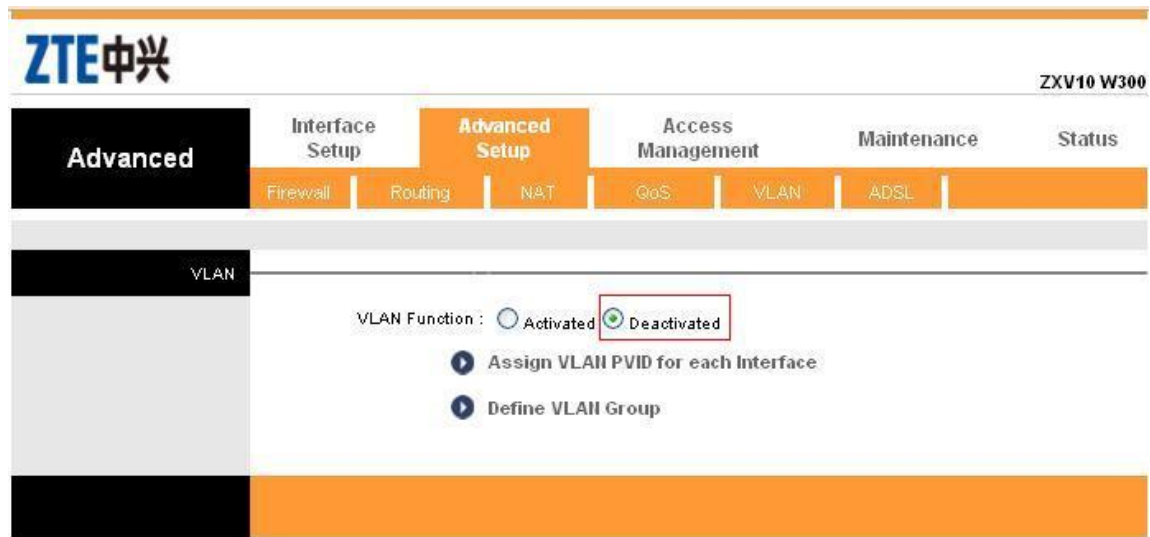 ZTE中兴
ZXV10 W300
Advanced
Interface Setup
Advanced Setup
Access Management
Maintenance
Status
Firewall
Routing
NAT
QoS
VLAN
ADSL
VLAN
VLAN Function : Activated Deactivated
Assign VLAN PVID for each Interface
Define VLAN Group